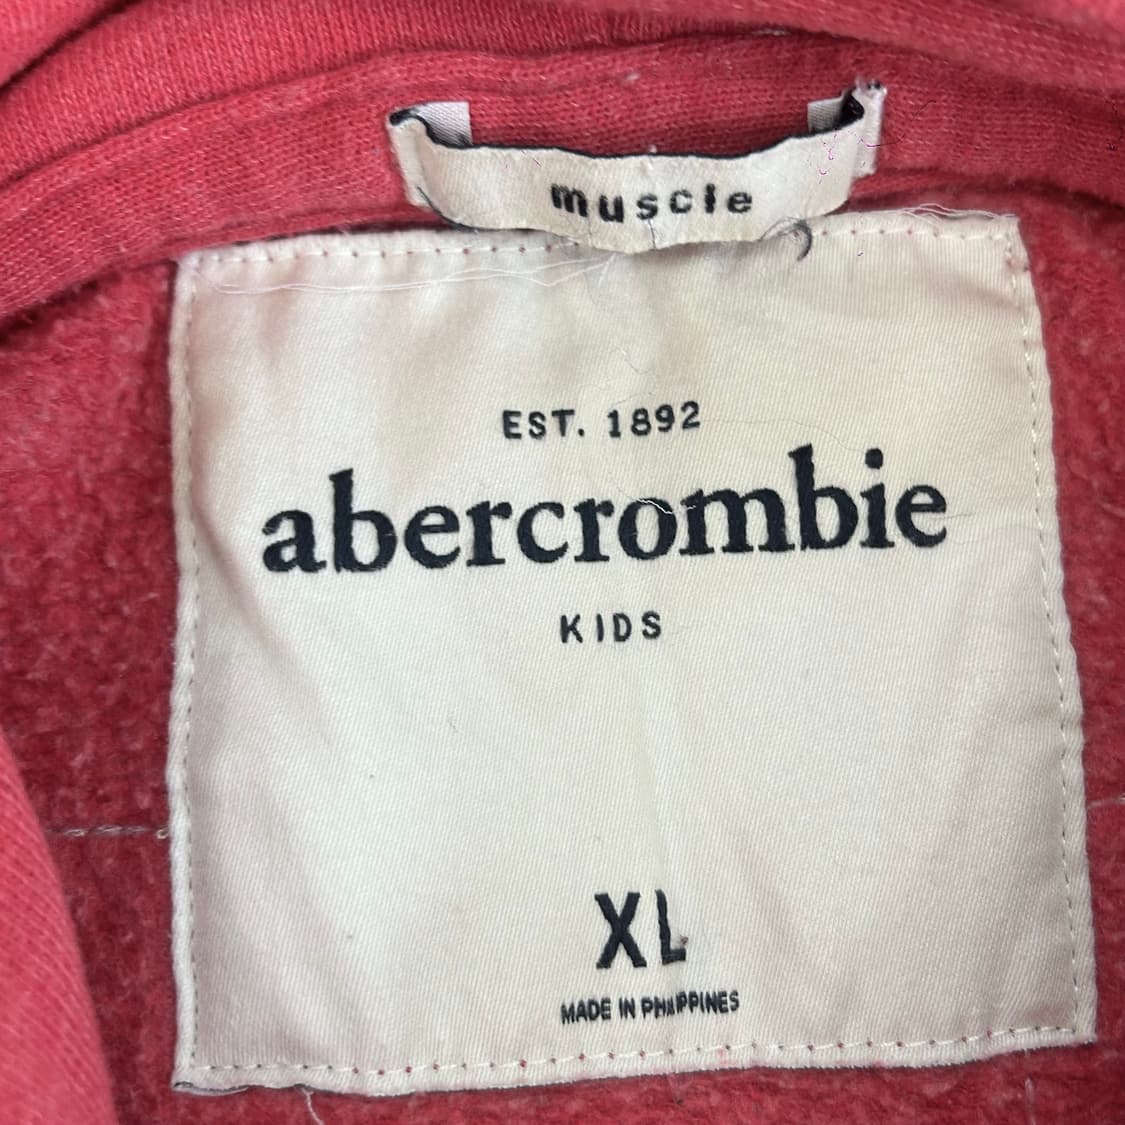 muscle
EST. 1892
abercrombie
KIDS
XL
MADE IN PHILIPPINES